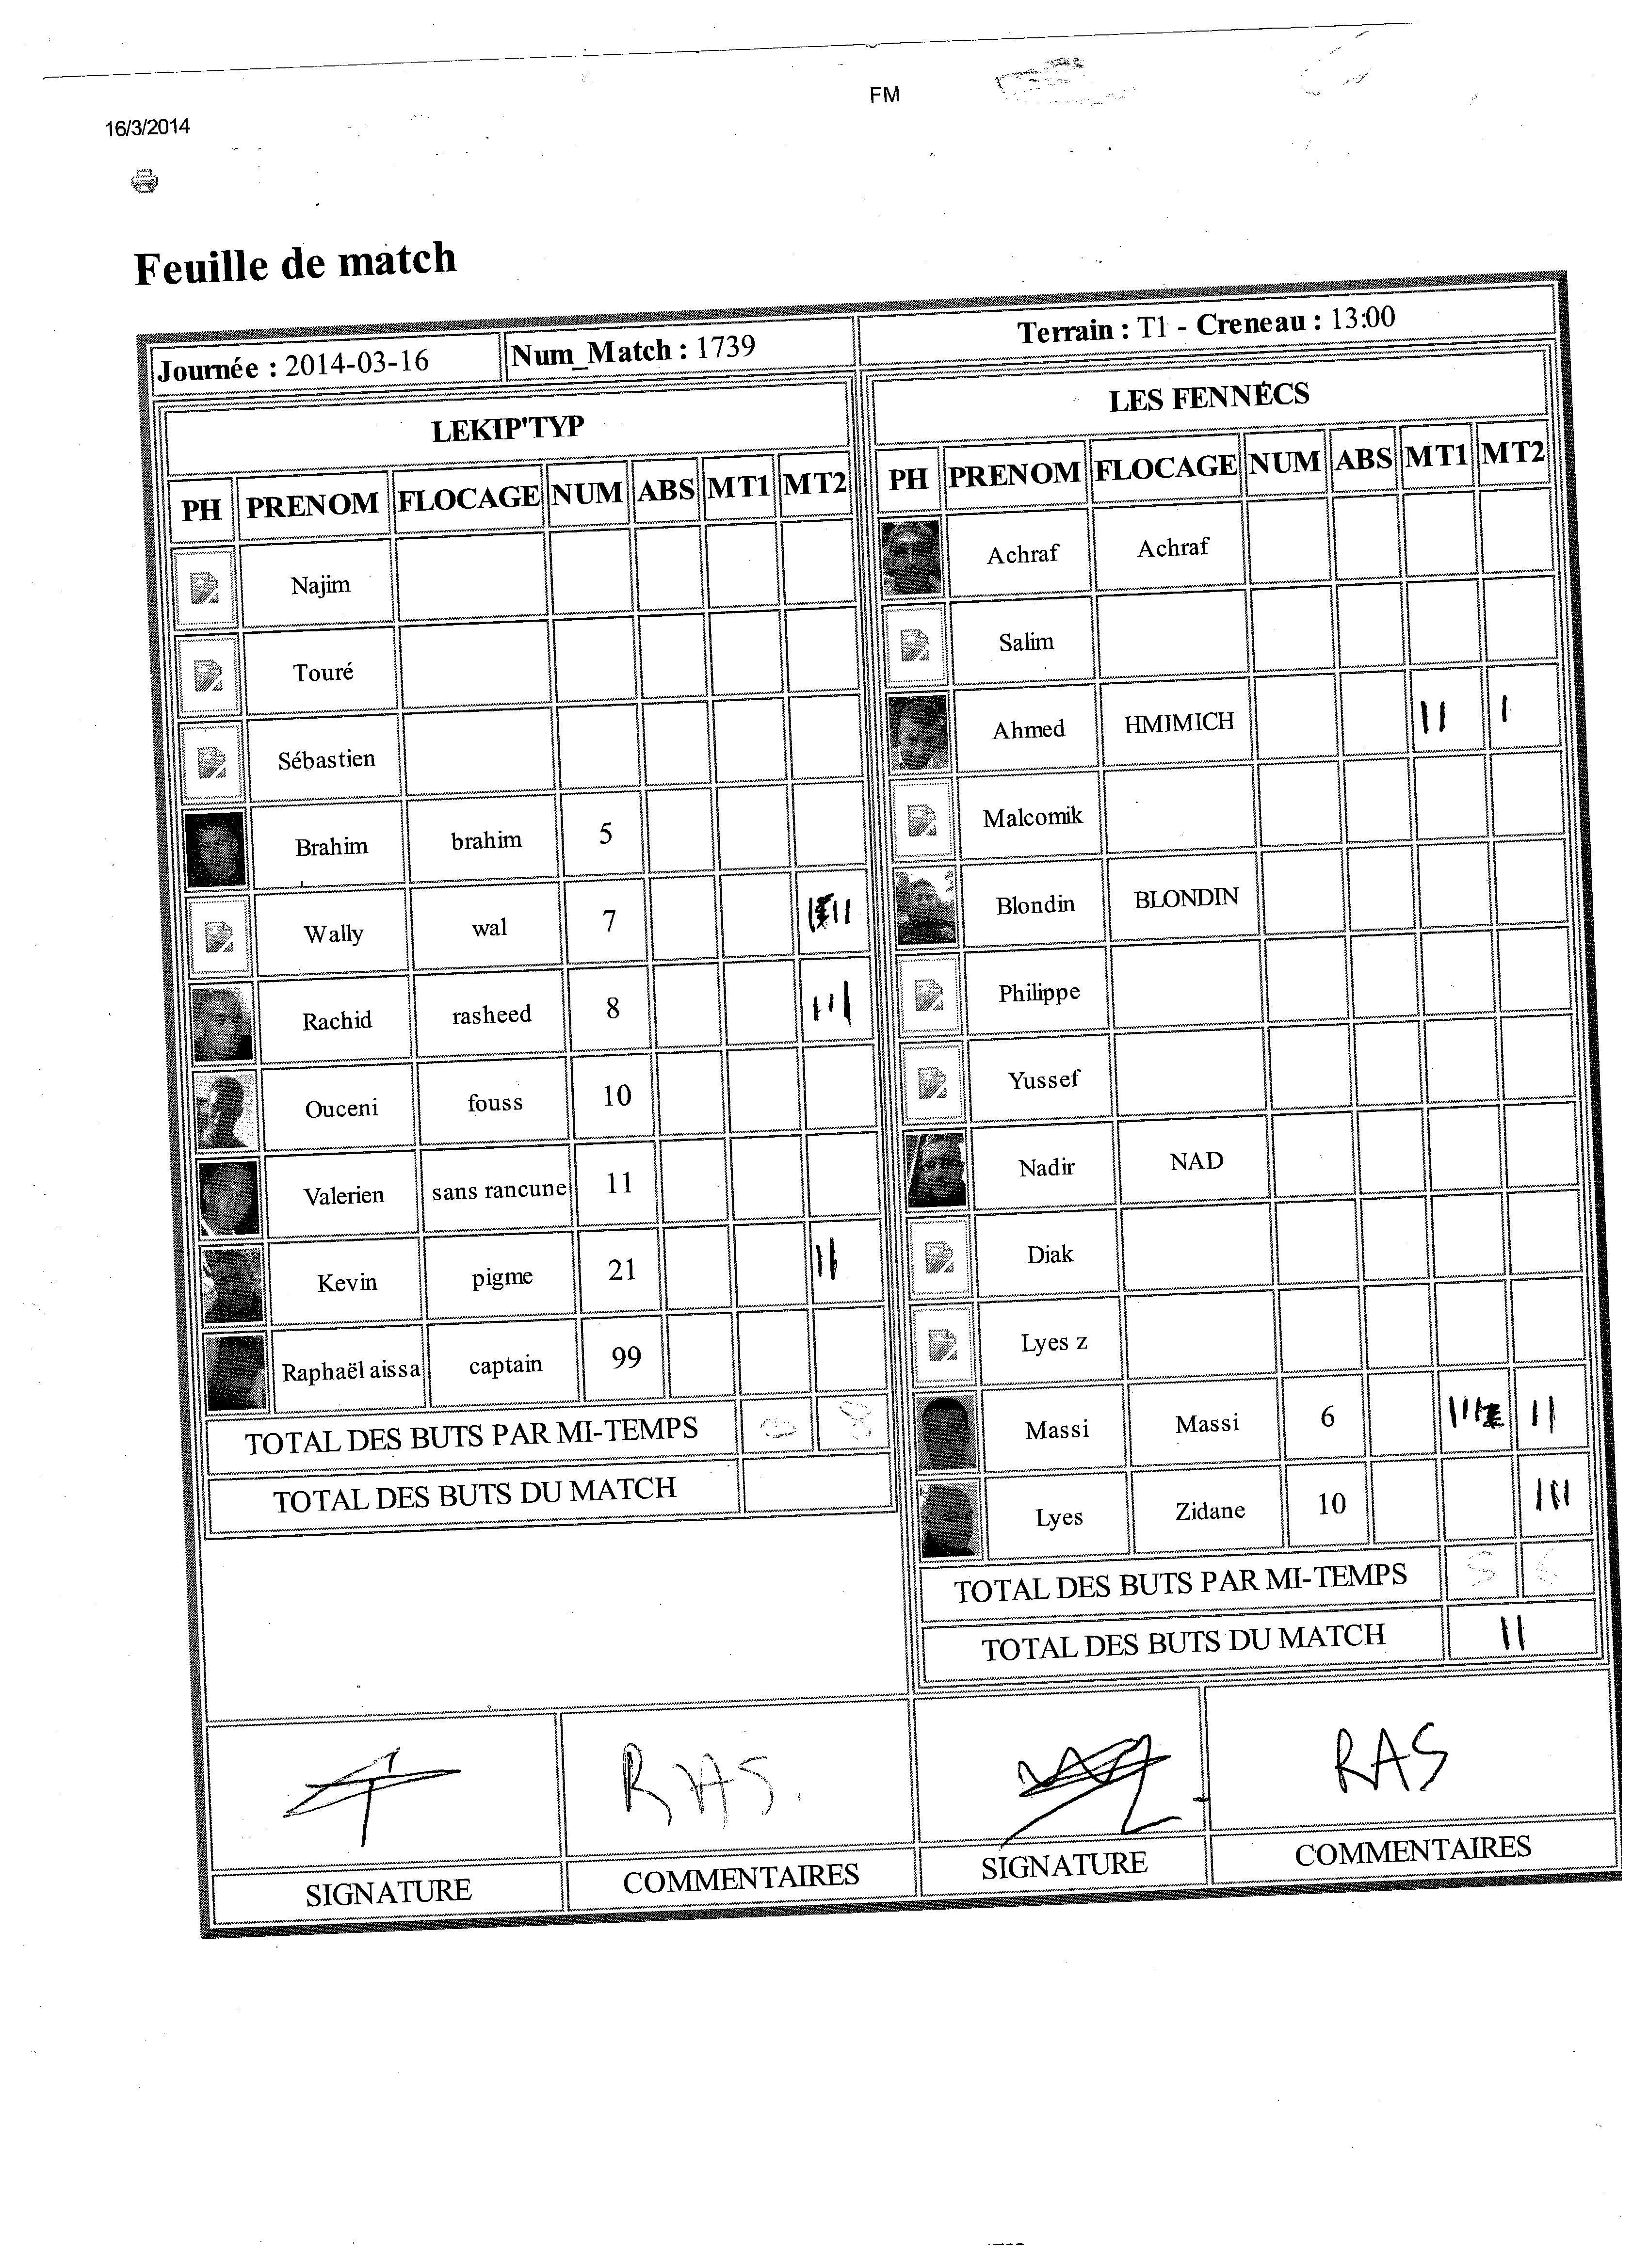 FM
16/3/2014
Feuille de match
Journée : 2014-03-16 Num_Match : 1739 Terrain : T1 - Creneau : 13:00
LEKIP'TYP
PH PRENOM FLOCAGE NUM ABS MT1 MT2
Najim
Touré
Sébastien
Brahim brahim 5
Wally wal 7
Rachid rasheed 8 III
Ouceni fouss 10
Valerien sans rancune 11
Kevin pigme 21 II
Raphaël aissa captain 99
TOTAL DES BUTS PAR MI-TEMPS 0 8
TOTAL DES BUTS DU MATCH
LES FENNECS
PH PRENOM FLOCAGE NUM ABS MT1 MT2
Achraf Achraf
Salim
Ahmed HMIMICH II I
Malcomik
Blondin BLONDIN
Philippe
Yussef
Nadir NAD
Diak
Lyes z
Massi Massi 6 III II
Lyes Zidane 10 III
TOTAL DES BUTS PAR MI-TEMPS 5 6
TOTAL DES BUTS DU MATCH 11
RAS.
RAS
SIGNATURE COMMENTAIRES SIGNATURE COMMENTAIRES